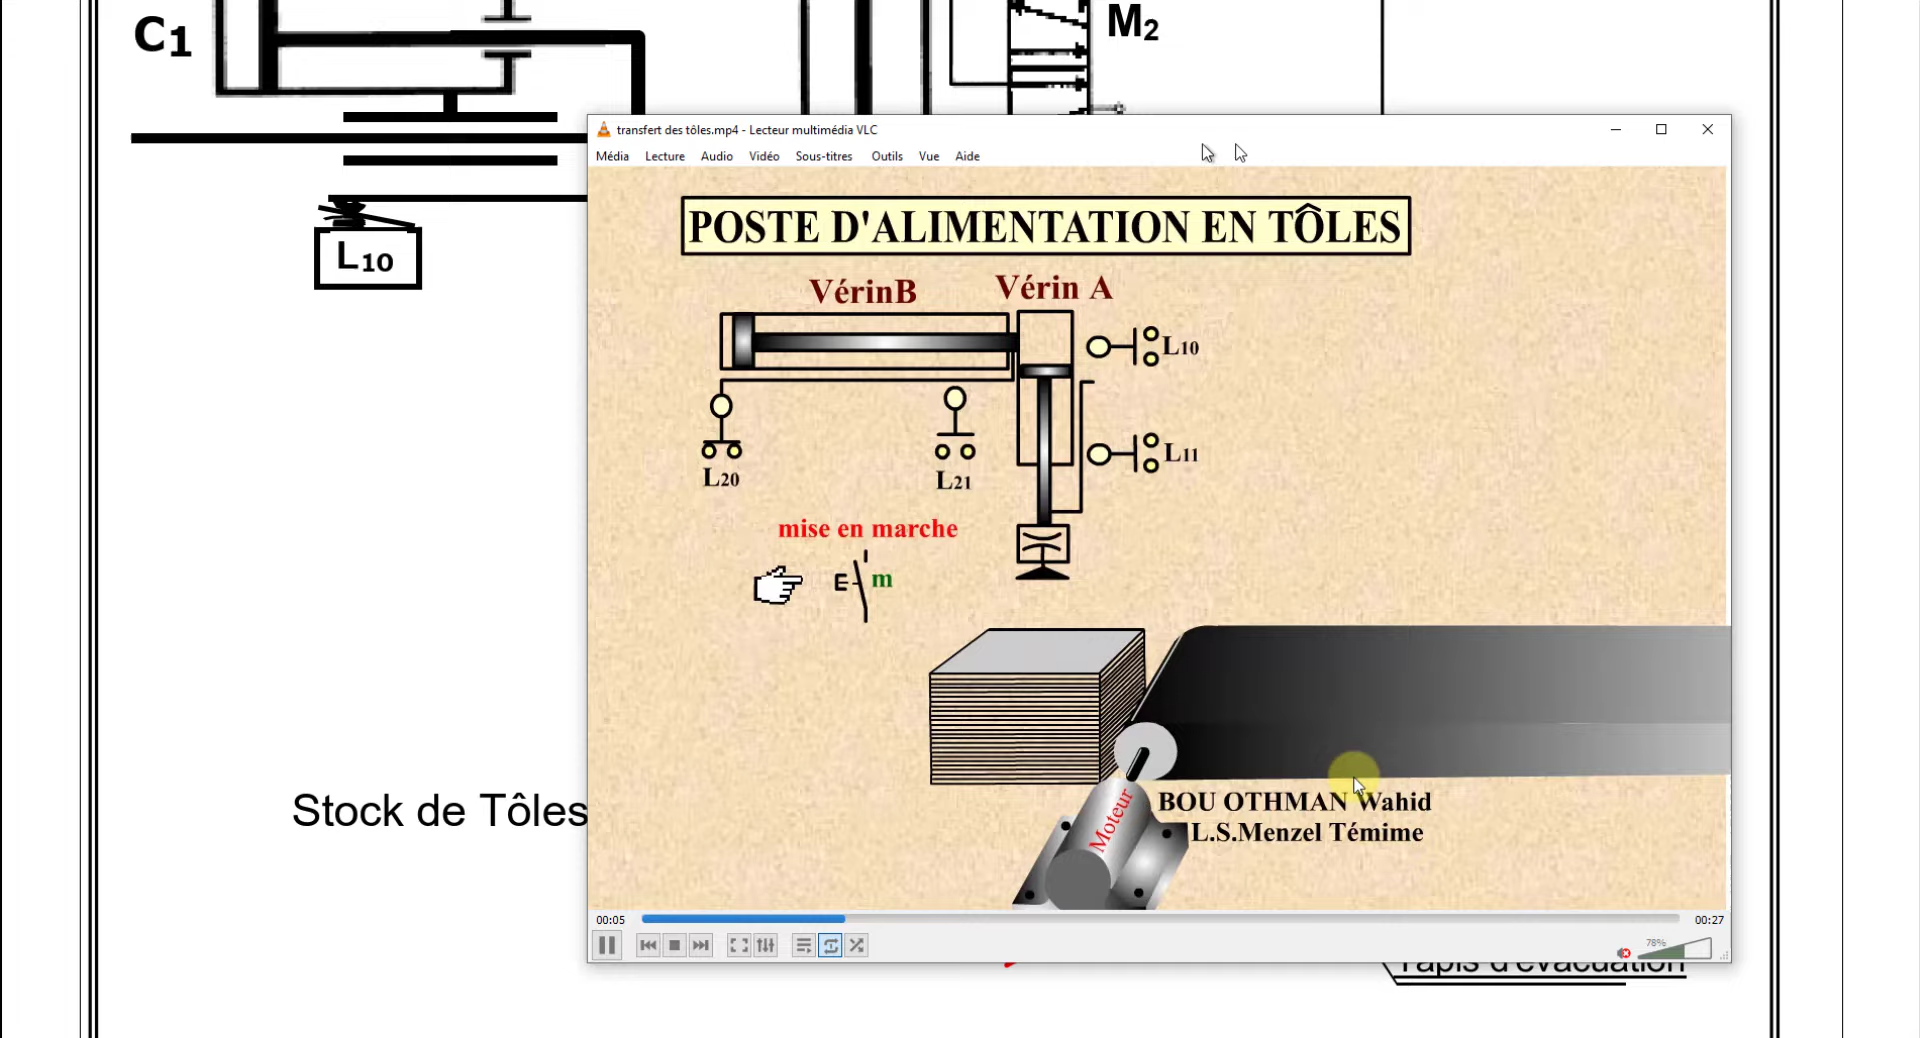 C1
M2
L10
Stock de Tôles
transfert des tôles.mp4 - Lecteur multimédia VLC
Média Lecture Audio Vidéo Sous-titres Outils Vue Aide
POSTE D'ALIMENTATION EN TÔLES
VérinB
Vérin A
L10
L11
L20
L21
mise en marche
m
Moteur
BOU OTHMAN Wahid
L.S.Menzel Témime
00:05
00:27
78%
Tapis d'évacuation